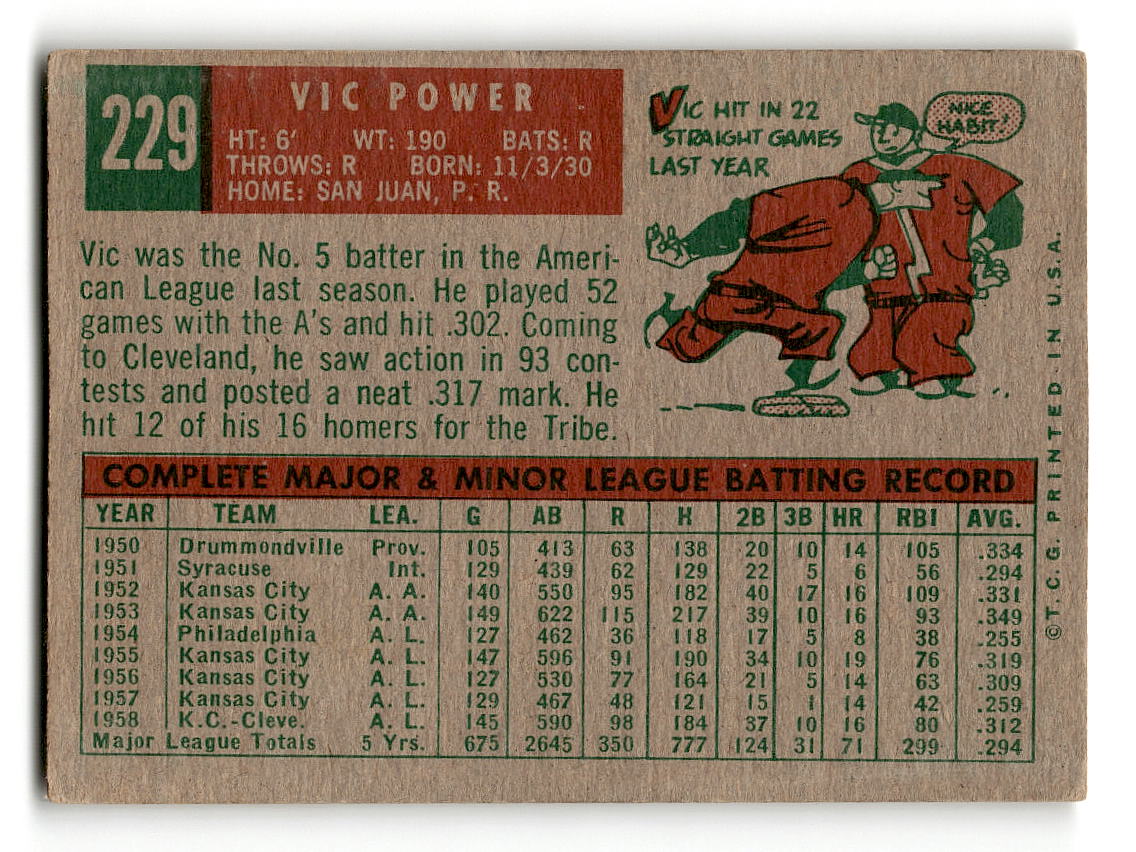 229
VIC POWER
HT: 6' WT: 190 BATS: R
THROWS: R BORN: 11/3/30
HOME: SAN JUAN, P. R.
VIC HIT IN 22
STRAIGHT GAMES
LAST YEAR
NICE
HABIT!
Vic was the No. 5 batter in the Ameri-
can League last season. He played 52
games with the A's and hit .302. Coming
to Cleveland, he saw action in 93 con-
tests and posted a neat .317 mark. He
hit 12 of his 16 homers for the Tribe.
COMPLETE MAJOR & MINOR LEAGUE BATTING RECORD
YEAR TEAM LEA. G AB R H 2B 3B HR RBI AVG.
1950 Drummondville Prov. 105 413 63 138 20 10 14 105 .334
1951 Syracuse Int. 129 439 62 129 22 5 6 56 .294
1952 Kansas City A. A. 140 550 95 182 40 17 16 109 .331
1953 Kansas City A. A. 149 622 115 217 39 10 16 93 .349
1954 Philadelphia A. L. 127 462 36 118 17 5 8 38 .255
1955 Kansas City A. L. 147 596 91 190 34 10 19 76 .319
1956 Kansas City A. L. 127 530 77 164 21 5 14 63 .309
1957 Kansas City A. L. 129 467 48 121 15 1 14 42 .259
1958 K.C.-Cleve. A. L. 145 590 98 184 37 10 16 80 .312
Major League Totals 5 Yrs. 675 2645 350 777 124 31 71 299 .294
© T. C. G. PRINTED IN U. S. A.